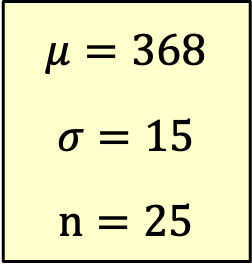 μ = 368
σ = 15
n = 25